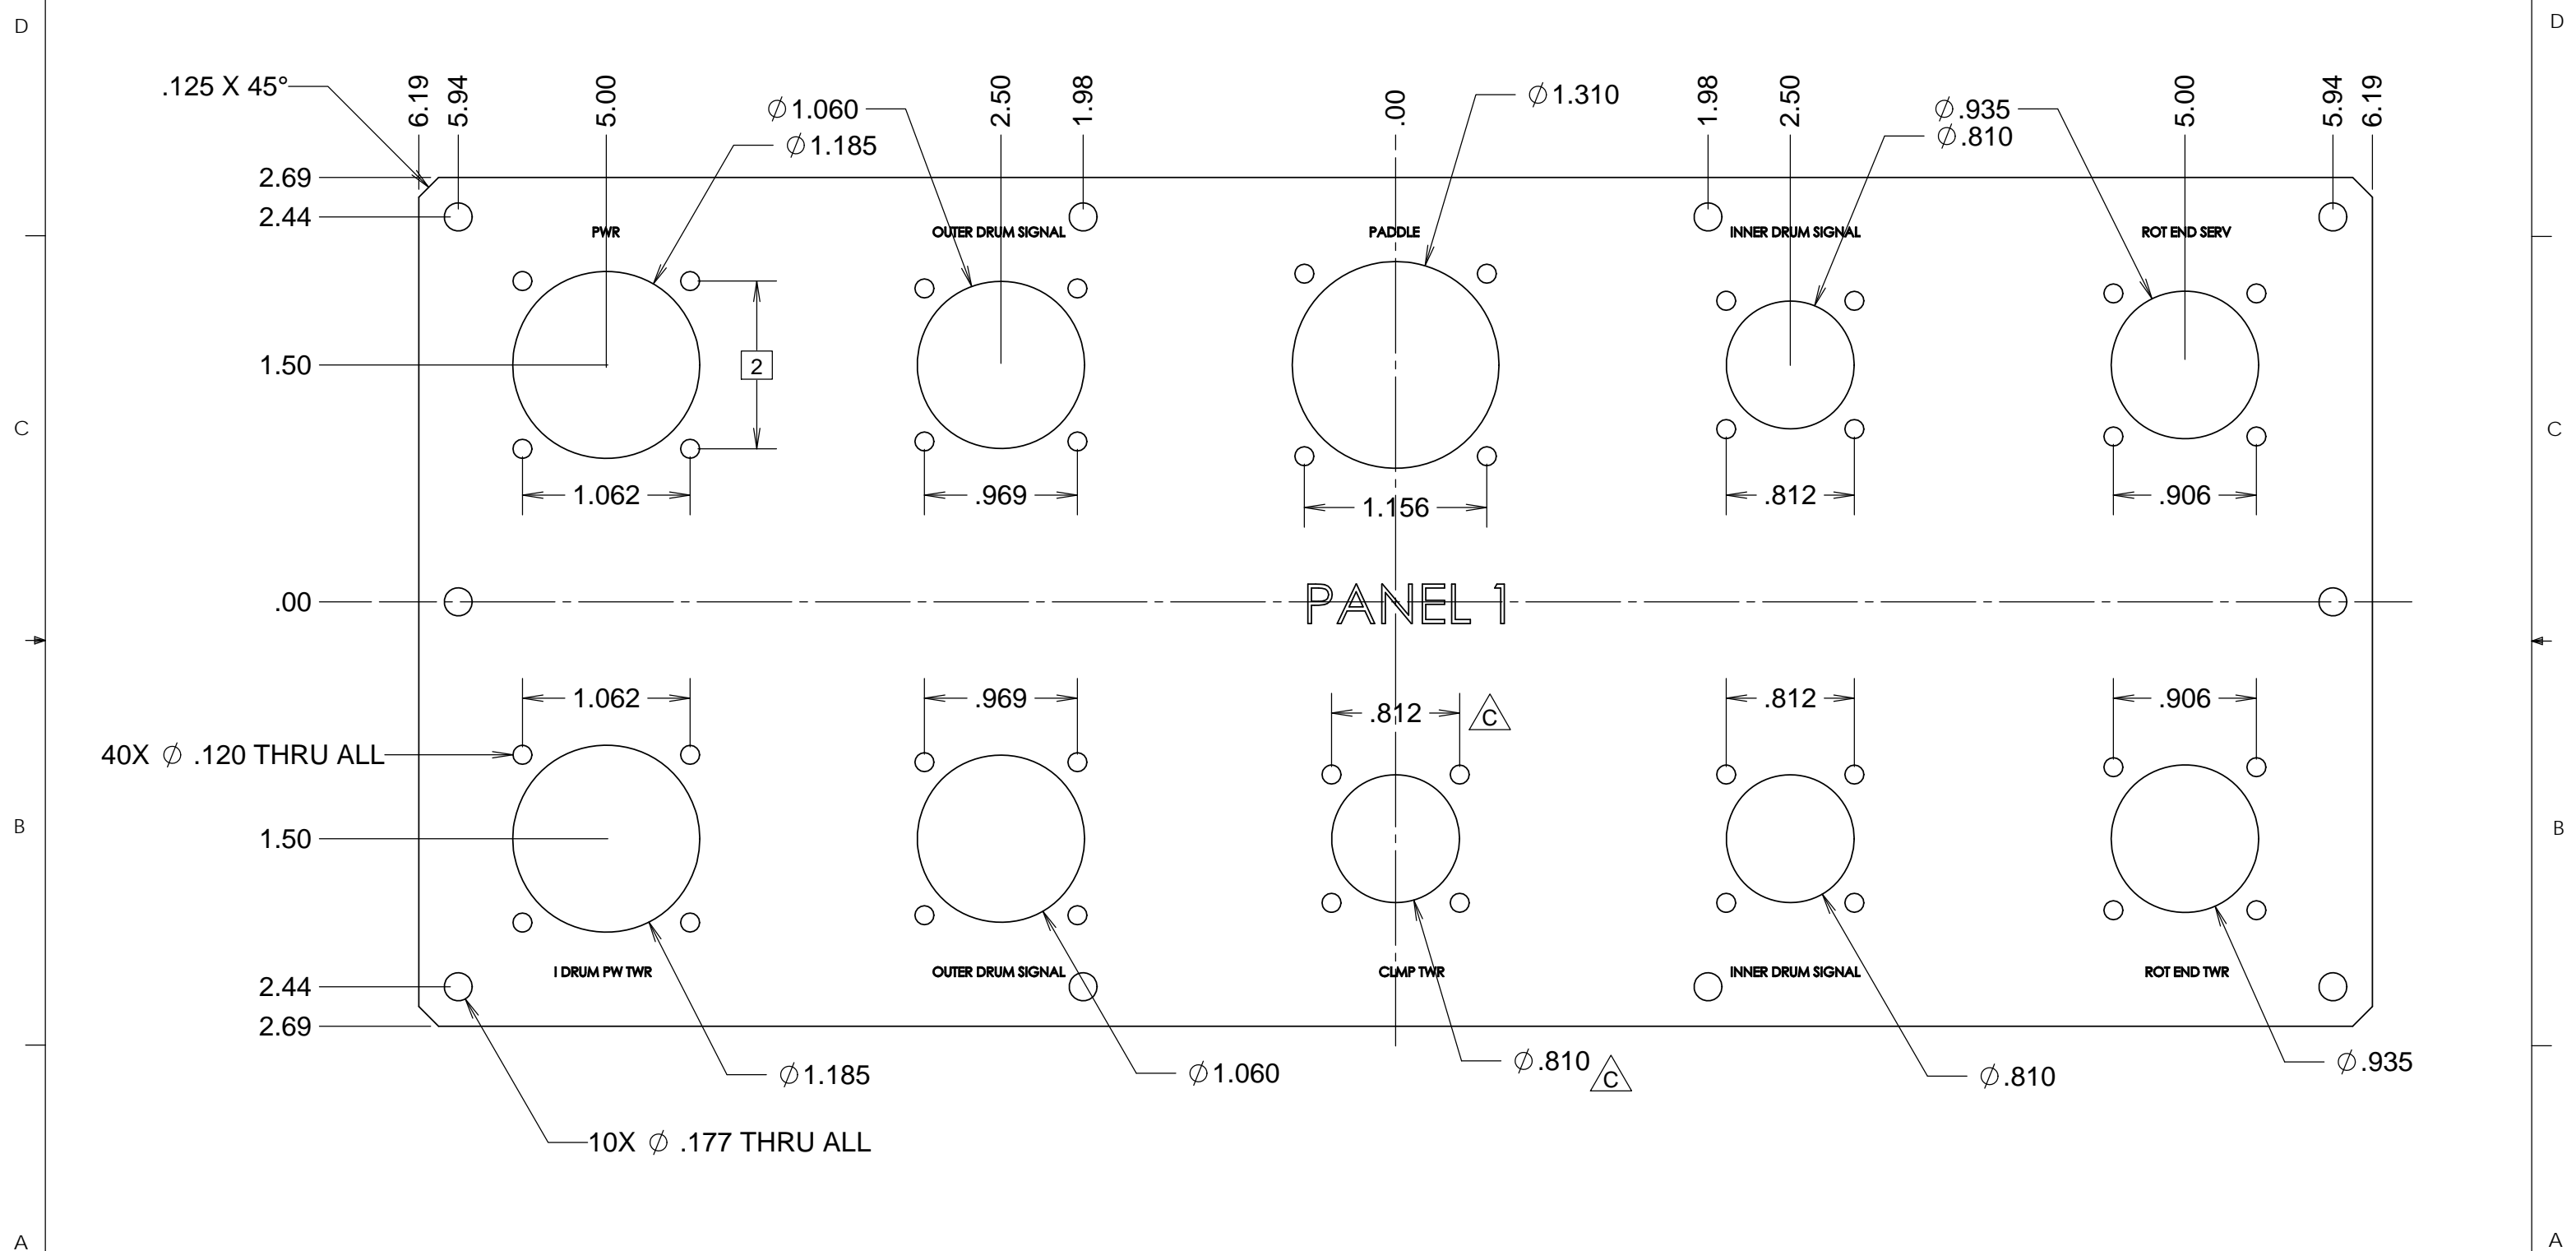 D
D
.125 X 45°
6.19
5.94
5.00
2.50
1.98
.00
1.98
2.50
5.00
5.94
6.19
⌀1.060
⌀1.185
⌀1.310
⌀.935
⌀.810
2.69
2.44
PWR
OUTER DRUM SIGNAL
PADDLE
INNER DRUM SIGNAL
ROT END SERV
1.50
2
C
C
1.062
.969
1.156
.812
.906
.00
PANEL 1
1.062
.969
.812
C
.812
.906
40X ⌀ .120 THRU ALL
B
1.50
B
I DRUM PW TWR
OUTER DRUM SIGNAL
CLMP TWR
INNER DRUM SIGNAL
ROT END TWR
2.44
2.69
⌀1.185
⌀1.060
⌀.810
C
⌀.810
⌀.935
10X ⌀ .177 THRU ALL
A
A